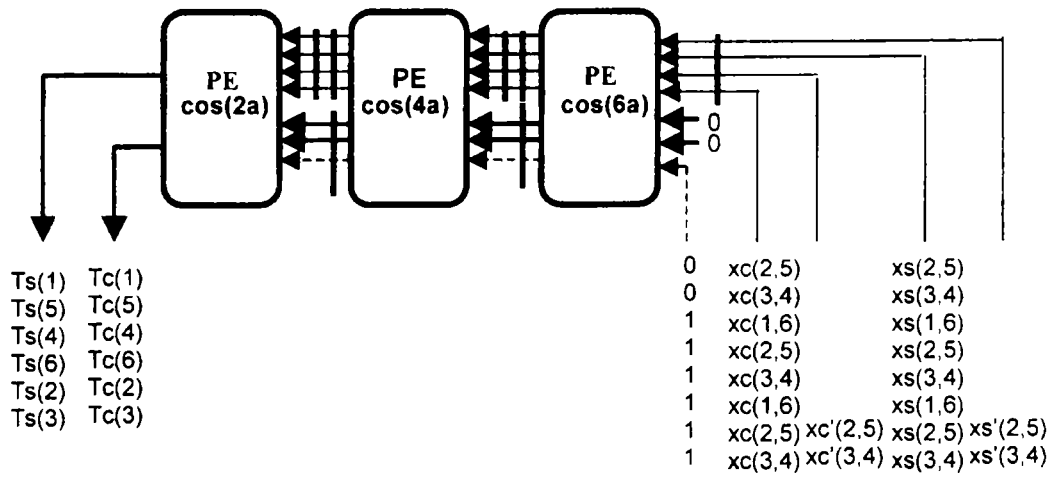 PE
cos(2a)
PE
cos(4a)
PE
cos(6a)
0
0
Ts(1) Tc(1)
Ts(5) Tc(5)
Ts(4) Tc(4)
Ts(6) Tc(6)
Ts(2) Tc(2)
Ts(3) Tc(3)
0 xc(2,5) xs(2,5)
0 xc(3,4) xs(3,4)
1 xc(1,6) xs(1,6)
1 xc(2,5) xs(2,5)
1 xc(3,4) xs(3,4)
1 xc(1,6) xs(1,6)
1 xc(2,5) xc'(2,5) xs(2,5) xs'(2,5)
1 xc(3,4) xc'(3,4) xs(3,4) xs'(3,4)